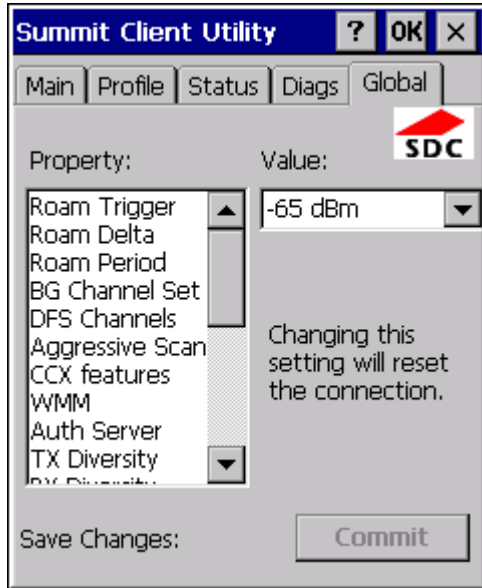 Summit Client Utility ? OK ×
Main Profile Status Diags Global
SDC
Property: Value:
Roam Trigger
Roam Delta
Roam Period
BG Channel Set
DFS Channels
Aggressive Scan
CCX features
WMM
Auth Server
TX Diversity
-65 dBm
Changing this
setting will reset
the connection.
Save Changes: Commit